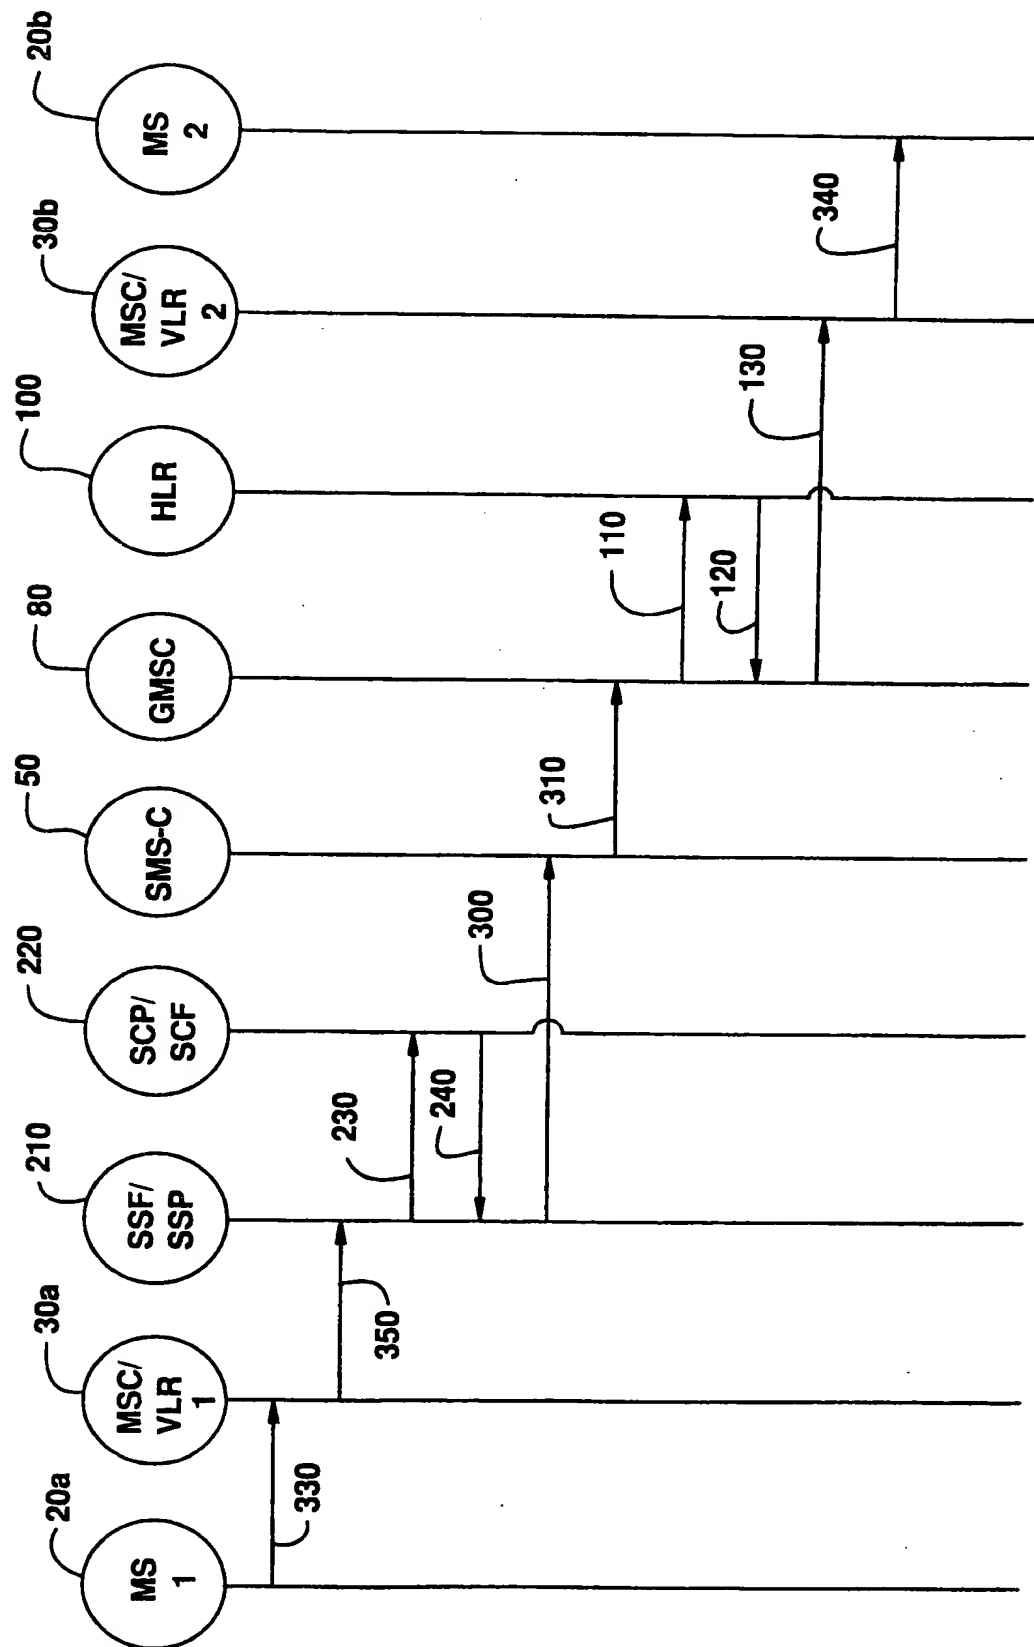 20a
30a
210
220
50
80
100
30b
20b
MS
1
MSC/
VLR
1
SSF/
SSP
SCP/
SCF
SMS-C
GMSC
HLR
MSC/
VLR
2
MS
2
330
350
230
240
300
310
110
120
130
340